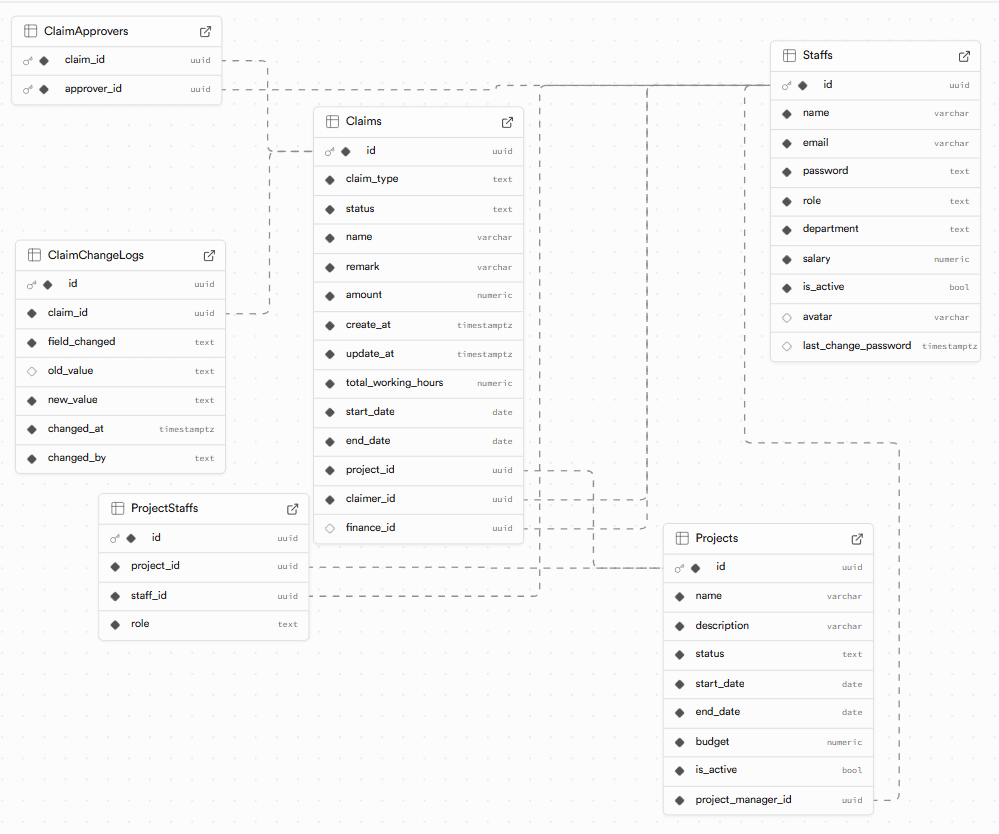 ClaimApprovers
claim_id uuid
approver_id uuid
Claims
id uuid
claim_type text
status text
name varchar
remark varchar
amount numeric
create_at timestamptz
update_at timestamptz
total_working_hours numeric
start_date date
end_date date
project_id uuid
claimer_id uuid
finance_id uuid
Staffs
id uuid
name varchar
email varchar
password text
role text
department text
salary numeric
is_active bool
avatar varchar
last_change_password timestamptz
ClaimChangeLogs
id uuid
claim_id uuid
field_changed text
old_value text
new_value text
changed_at timestamptz
changed_by text
ProjectStaffs
id uuid
project_id uuid
staff_id uuid
role text
Projects
id uuid
name varchar
description varchar
status text
start_date date
end_date date
budget numeric
is_active bool
project_manager_id uuid